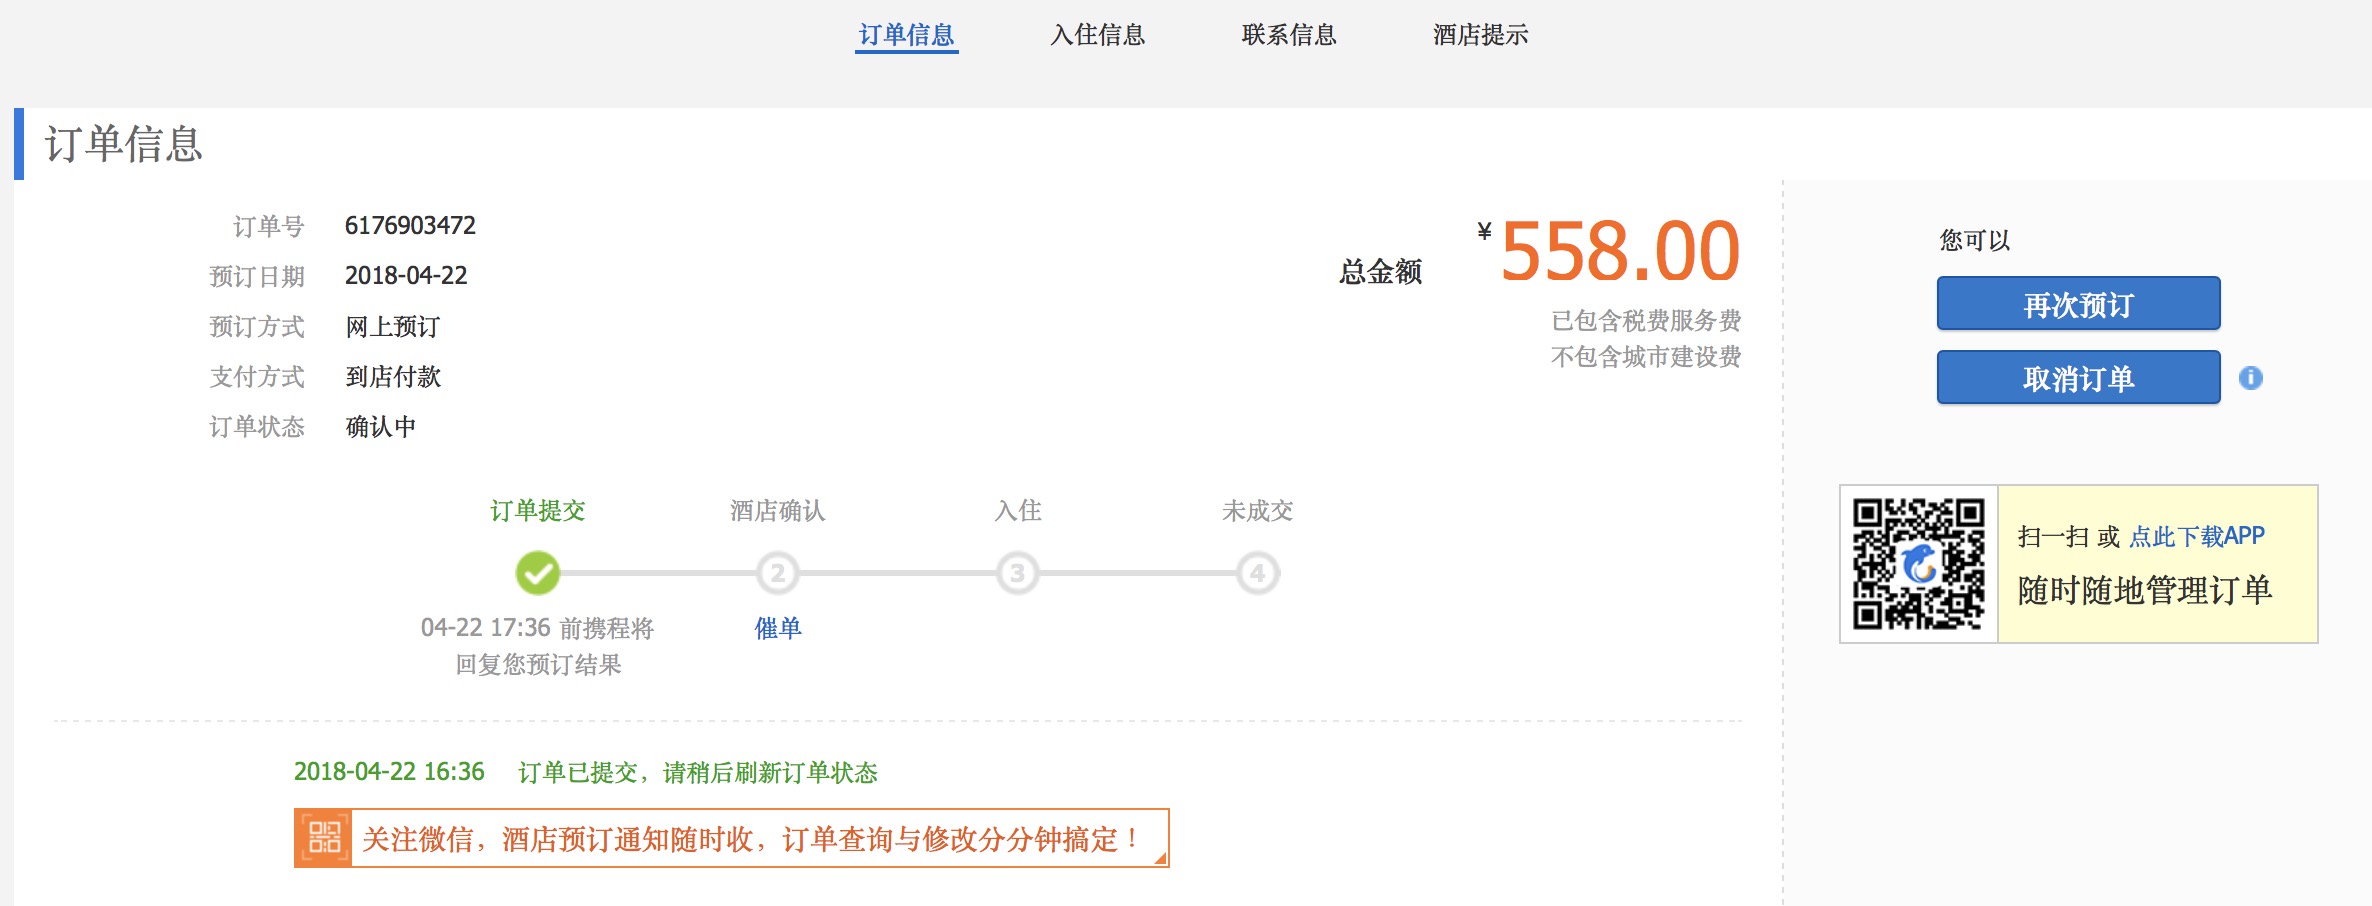 订单信息 入住信息 联系信息 酒店提示
订单信息
订单号 6176903472
预订日期 2018-04-22
预订方式 网上预订
支付方式 到店付款
订单状态 确认中
总金额 ¥558.00
已包含税费服务费
不包含城市建设费
订单提交 酒店确认 入住 未成交
2 3 4
04-22 17:36 前携程将
回复您预订结果
催单
2018-04-22 16:36 订单已提交，请稍后刷新订单状态
关注微信，酒店预订通知随时收，订单查询与修改分分钟搞定！
您可以
再次预订
取消订单
i
扫一扫 或 点此下载APP
随时随地管理订单